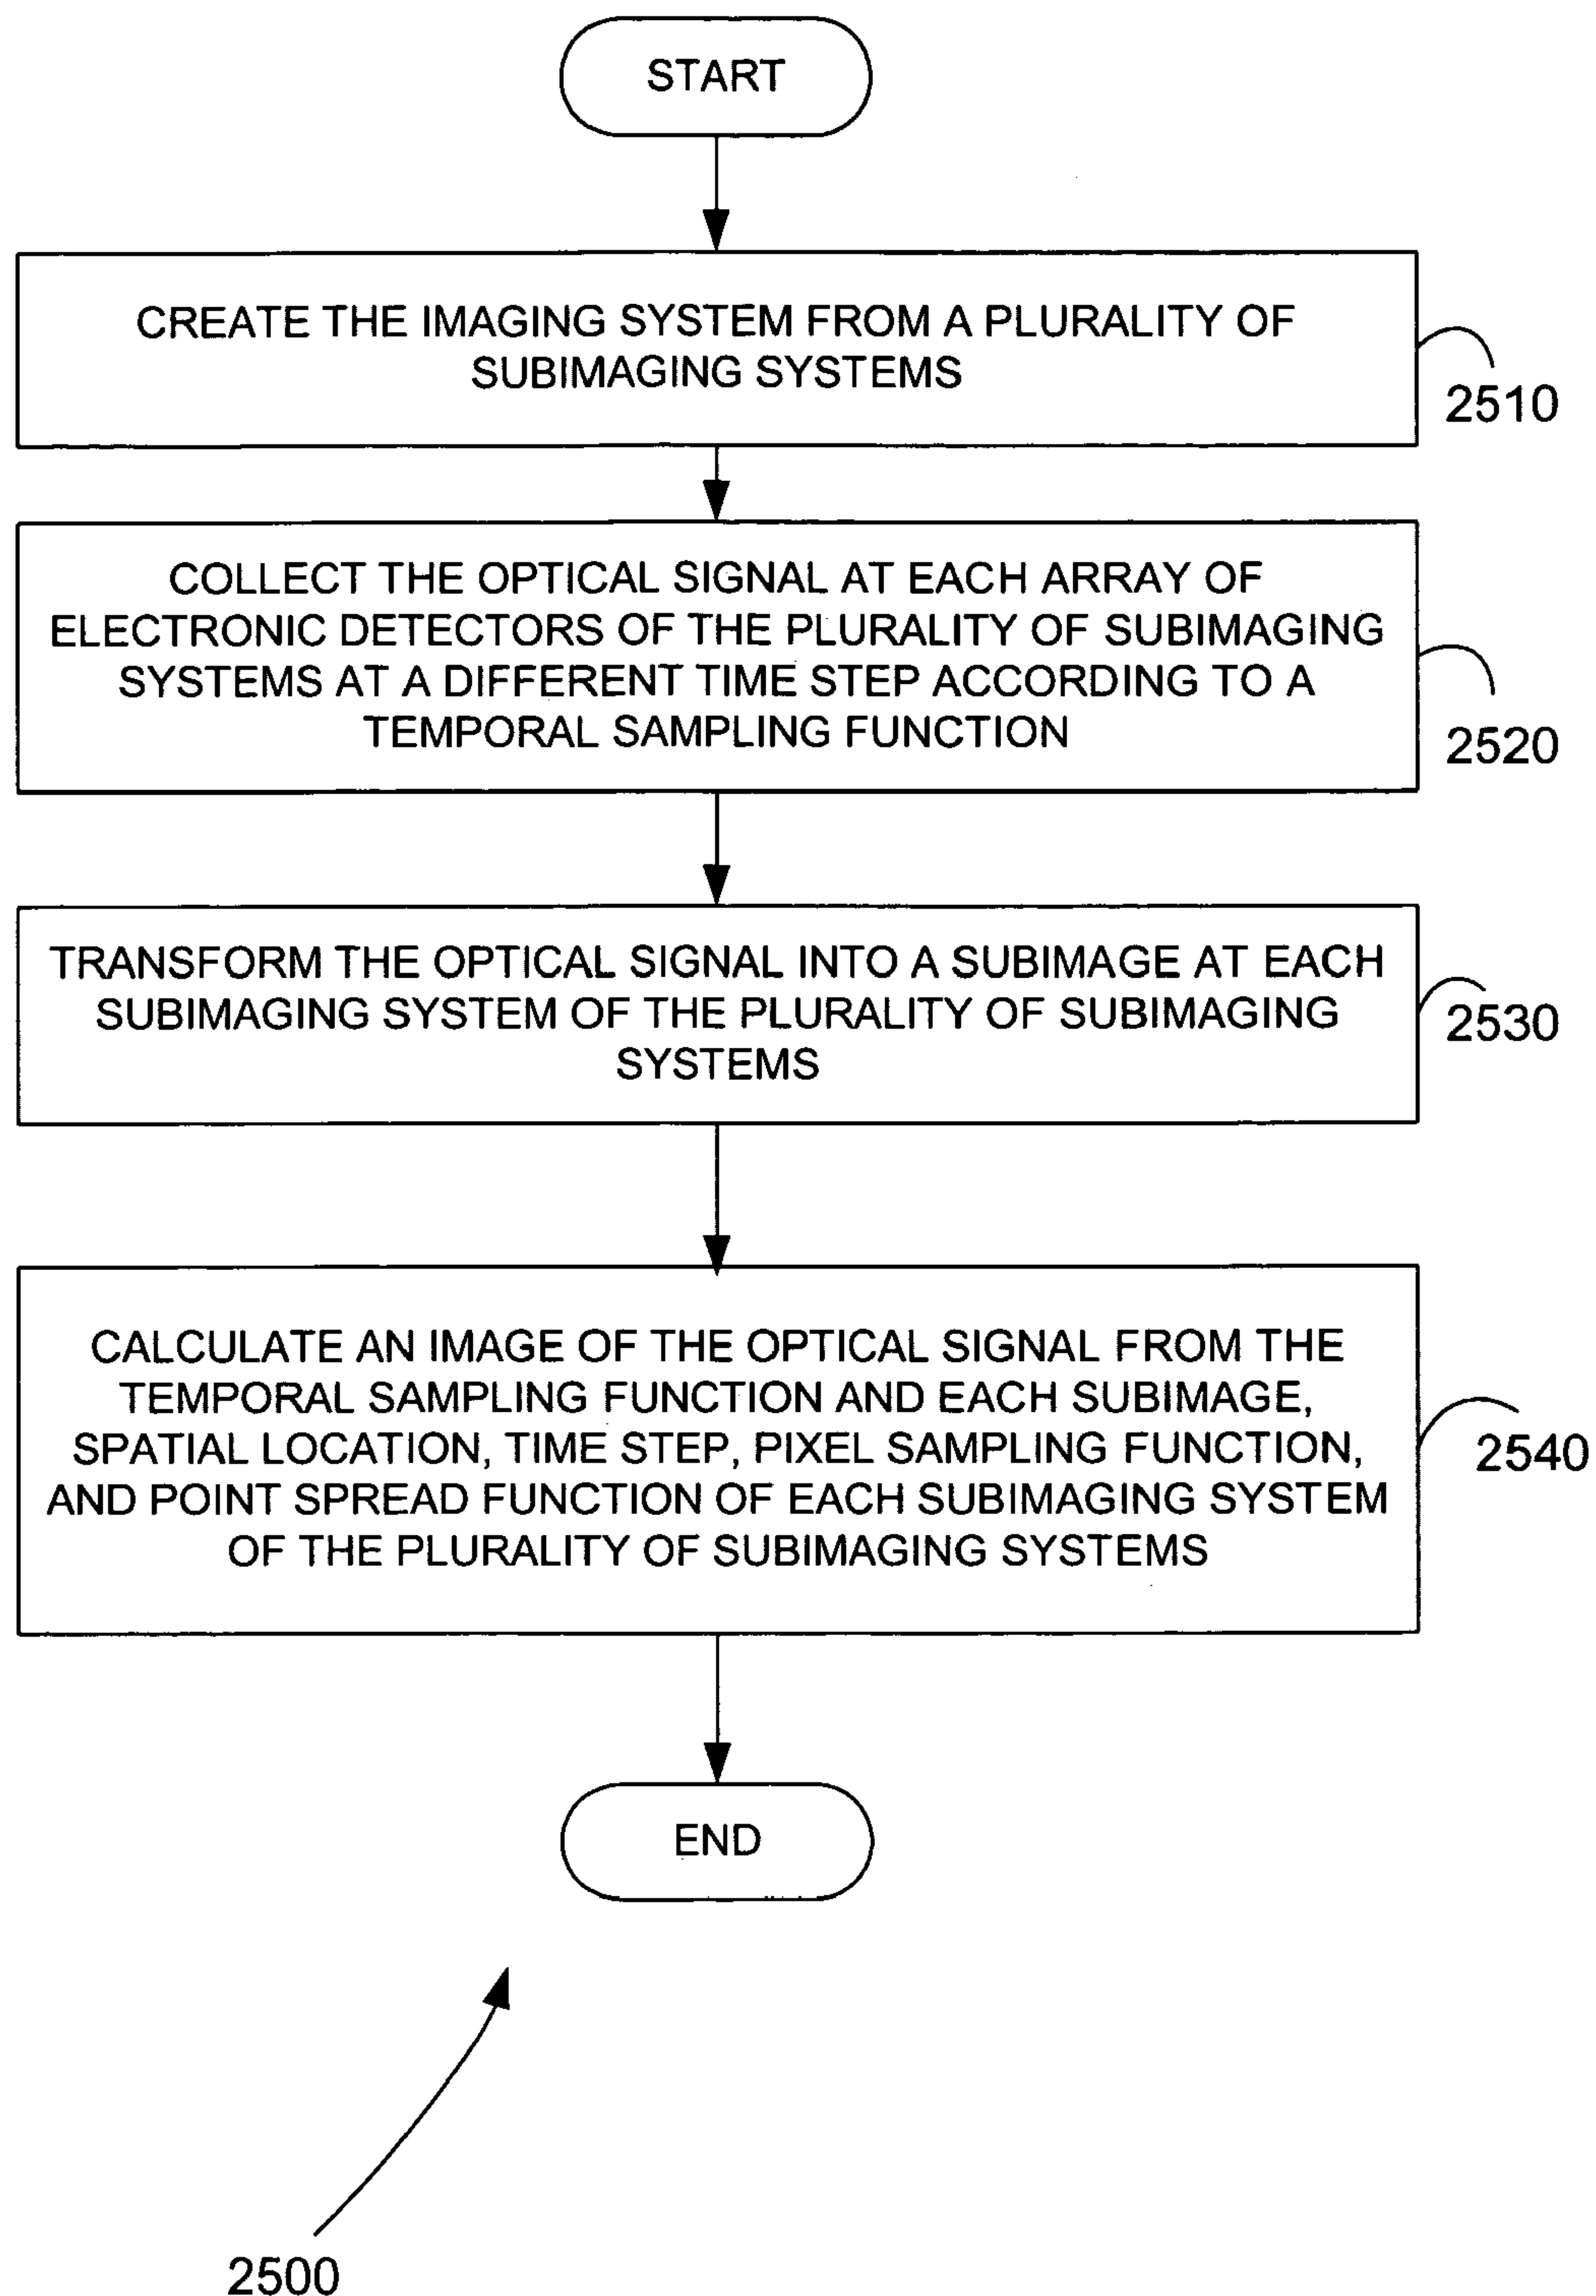 START
CREATE THE IMAGING SYSTEM FROM A PLURALITY OF
SUBIMAGING SYSTEMS
2510
COLLECT THE OPTICAL SIGNAL AT EACH ARRAY OF
ELECTRONIC DETECTORS OF THE PLURALITY OF SUBIMAGING
SYSTEMS AT A DIFFERENT TIME STEP ACCORDING TO A
TEMPORAL SAMPLING FUNCTION
2520
TRANSFORM THE OPTICAL SIGNAL INTO A SUBIMAGE AT EACH
SUBIMAGING SYSTEM OF THE PLURALITY OF SUBIMAGING
SYSTEMS
2530
CALCULATE AN IMAGE OF THE OPTICAL SIGNAL FROM THE
TEMPORAL SAMPLING FUNCTION AND EACH SUBIMAGE,
SPATIAL LOCATION, TIME STEP, PIXEL SAMPLING FUNCTION,
AND POINT SPREAD FUNCTION OF EACH SUBIMAGING SYSTEM
OF THE PLURALITY OF SUBIMAGING SYSTEMS
2540
END
2500